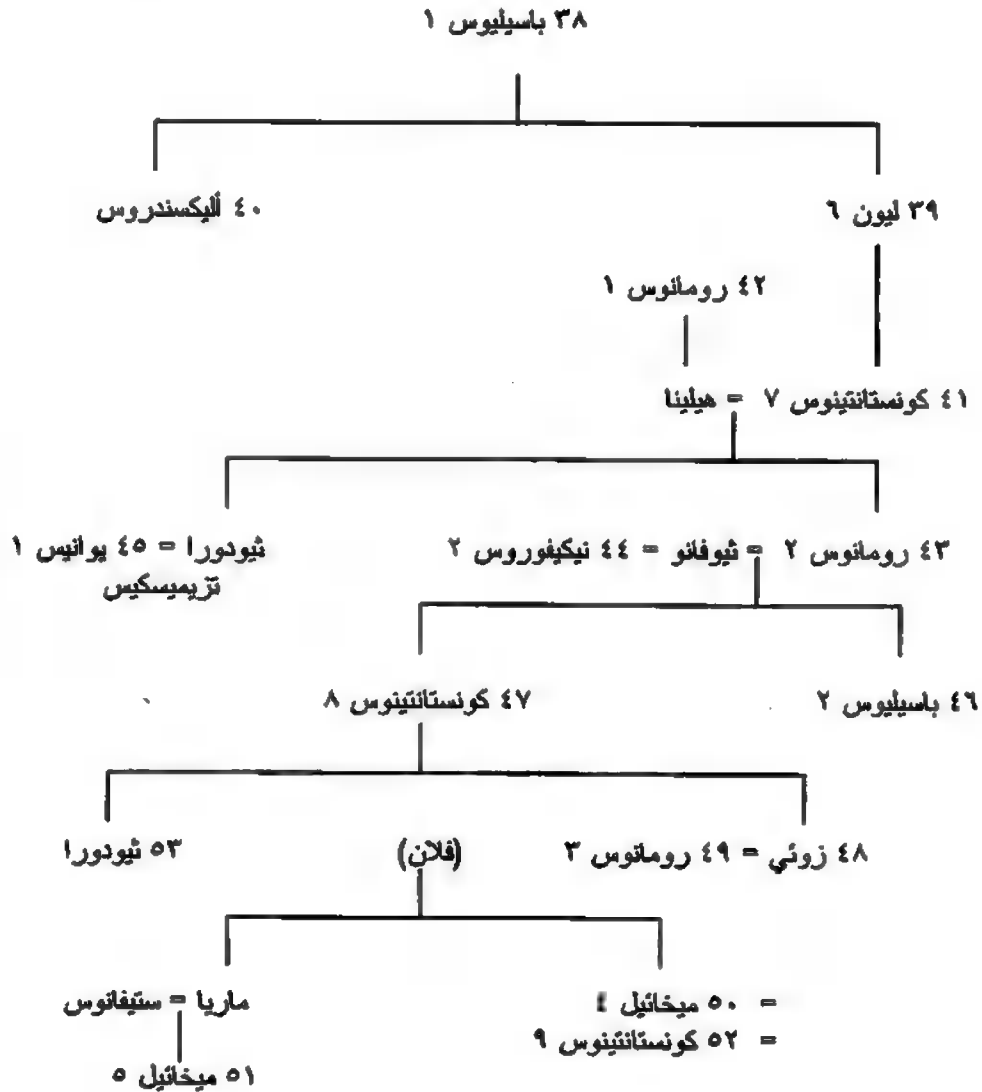 ٣٨ باسيليوس ١
٣٩ ليون ٦
٤٠ أليكسندروس
٤٢ رومانوس ١
٤١ كونستانتينوس ٧ = هيلينا
٤٣ رومانوس ٢ = ثيوفانو = ٤٤ نيكيفوروس ٢
ثيودورا = ٤٥ يوانيس ١
تزيميسكيس
٤٦ باسيليوس ٢
٤٧ كونستانتينوس ٨
٤٨ زوئي = ٤٩ رومانوس ٣
(فلان)
٥٣ ثيودورا
= ٥٠ ميخائيل ٤
= ٥٢ كونستانتينوس ٩
ماريا = ستيفانوس
٥١ ميخائيل ٥